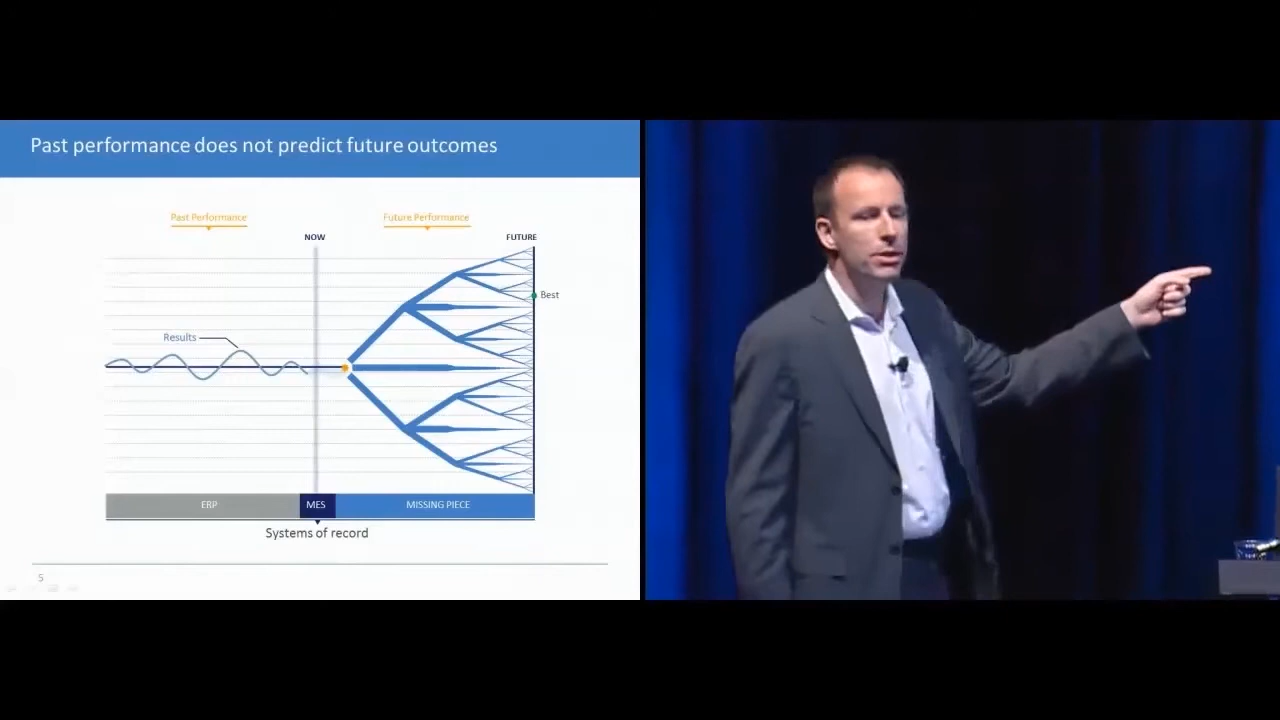 Past performance does not predict future outcomes
Past Performance
Future Performance
NOW
FUTURE
Best
Results
ERP
MES
MISSING PIECE
Systems of record
5